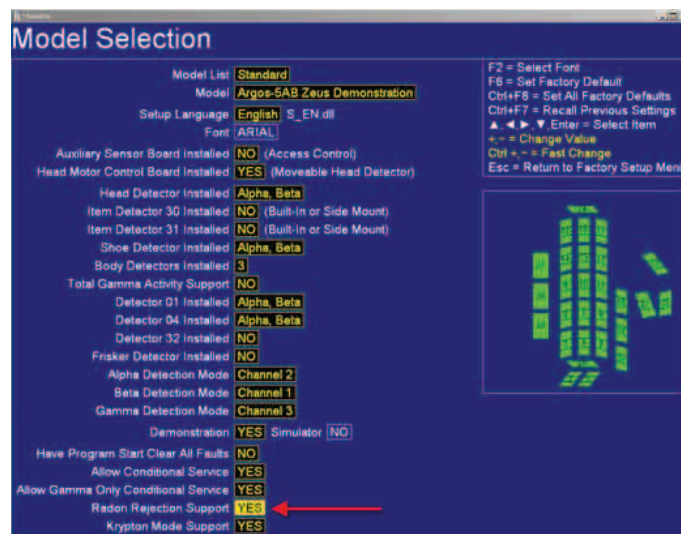 Model Selection
Model List Standard
Model Argos-5AB Zeus Demonstration
Setup Language English S_EN.dll
Font ARIAL
Auxiliary Sensor Board Installed NO (Access Control)
Head Motor Control Board Installed YES (Moveable Head Detector)
Head Detector Installed Alpha, Beta
Item Detector 30 Installed NO (Built-In or Side Mount)
Item Detector 31 Installed NO (Built-In or Side Mount)
Shoe Detector Installed Alpha, Beta
Body Detectors Installed 3
Total Gamma Activity Support NO
Detector 01 Installed Alpha, Beta
Detector 04 Installed Alpha, Beta
Detector 32 Installed NO
Frisker Detector Installed NO
Alpha Detection Mode Channel 2
Beta Detection Mode Channel 1
Gamma Detection Mode Channel 3
Demonstration YES Simulator NO
Have Program Start Clear All Faults NO
Allow Conditional Service YES
Allow Gamma Only Conditional Service YES
Radon Rejection Support YES
Krypton Mode Support YES
F2 = Select Font
F6 = Set Factory Default
Ctrl+F6 = Set All Factory Defaults
Ctrl+F7 = Recall Previous Settings
▲,◄,►,▼,Enter = Select Item
+,- = Change Value
Ctrl +,- = Fast Change
Esc = Return to Factory Setup Menu